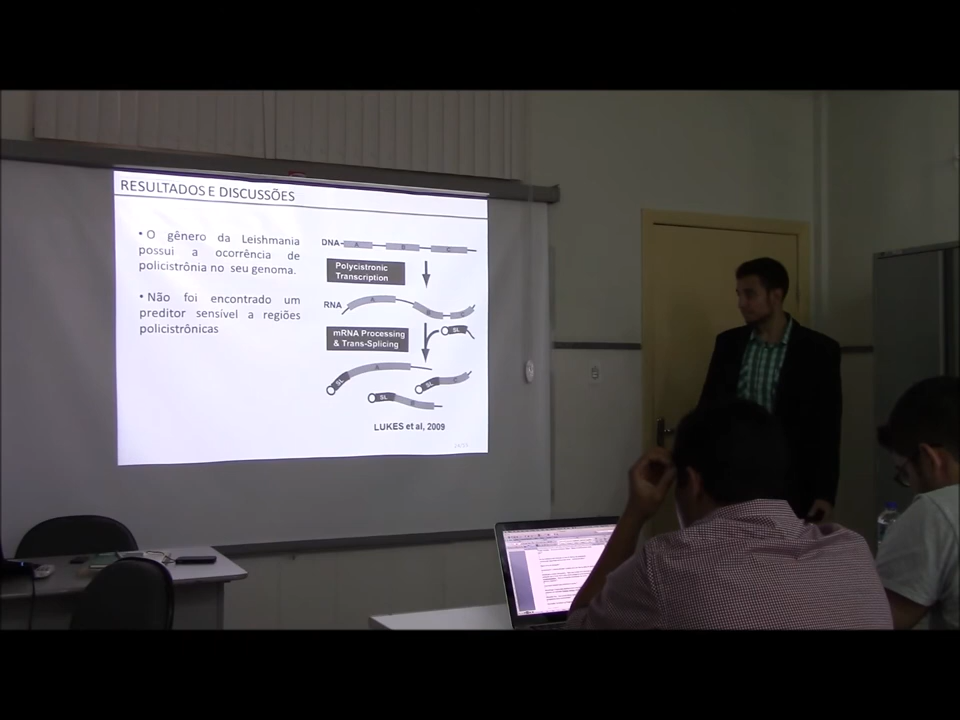 RESULTADOS E DISCUSSÕES
• O gênero da Leishmania
possui a ocorrência de
policistrônia no seu genoma.
• Não foi encontrado um
preditor sensível a regiões
policistrônicas
DNA
A
B
C
Polycistronic
Transcription
RNA
A
B
mRNA Processing
& Trans-Splicing
SL
SL
A
SL
C
SL
B
LUKES et al, 2009